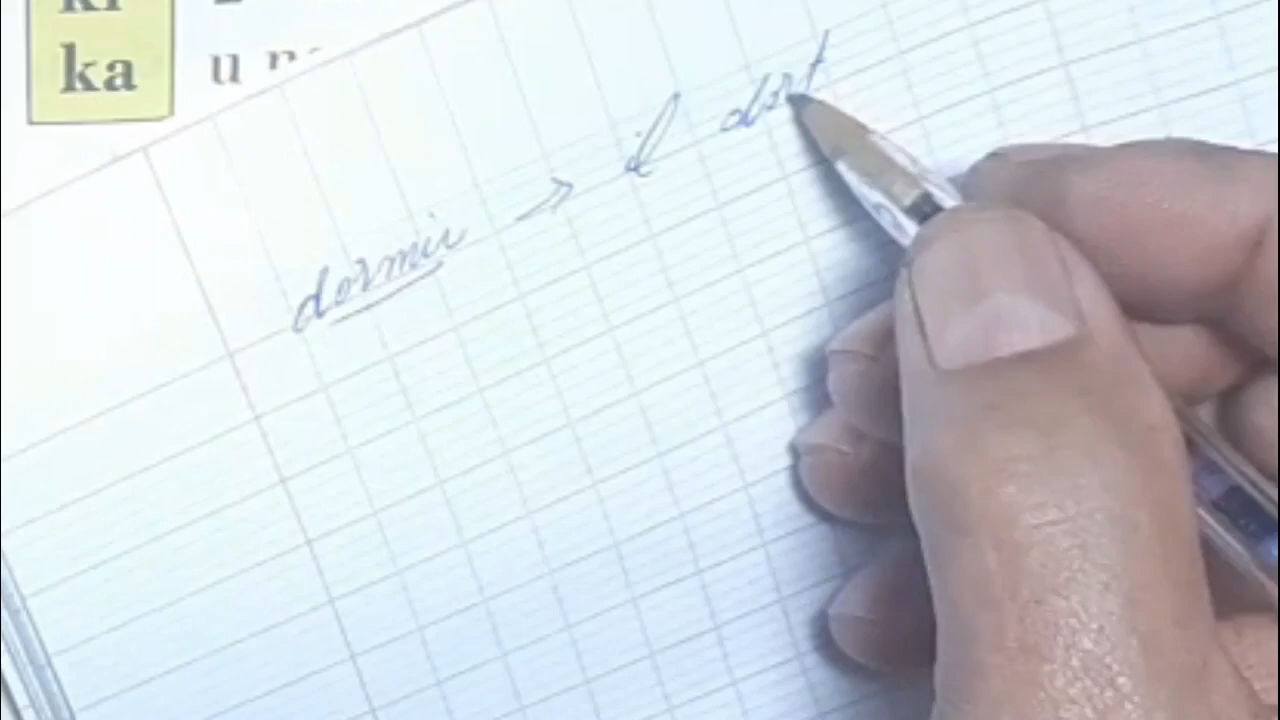 ka u
dormir → il dort